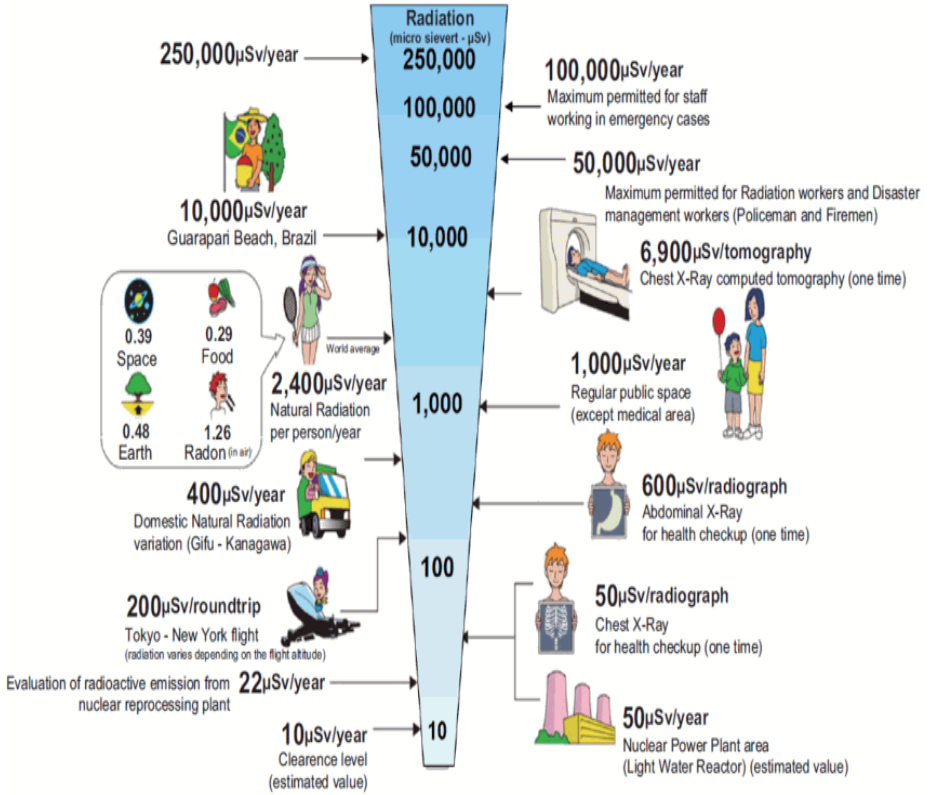 Radiation
(micro sievert - µSv)
250,000
100,000
50,000
10,000
1,000
100
10
250,000µSv/year
10,000µSv/year
Guarapari Beach, Brazil
0.39
Space
0.29
Food
0.48
Earth
1.26
Radon (in air)
World average
2,400µSv/year
Natural Radiation
per person/year
400µSv/year
Domestic Natural Radiation
variation (Gifu - Kanagawa)
200µSv/roundtrip
Tokyo - New York flight
(radiation varies depending on the flight altitude)
Evaluation of radioactive emission from 22µSv/year
nuclear reprocessing plant
10µSv/year
Clearence level
(estimated value)
100,000µSv/year
Maximum permitted for staff
working in emergency cases
50,000µSv/year
Maximum permitted for Radiation workers and Disaster
management workers (Policeman and Firemen)
6,900µSv/tomography
Chest X-Ray computed tomography (one time)
1,000µSv/year
Regular public space
(except medical area)
600µSv/radiograph
Abdominal X-Ray
for health checkup (one time)
50µSv/radiograph
Chest X-Ray
for health checkup (one time)
50µSv/year
Nuclear Power Plant area
(Light Water Reactor) (estimated value)